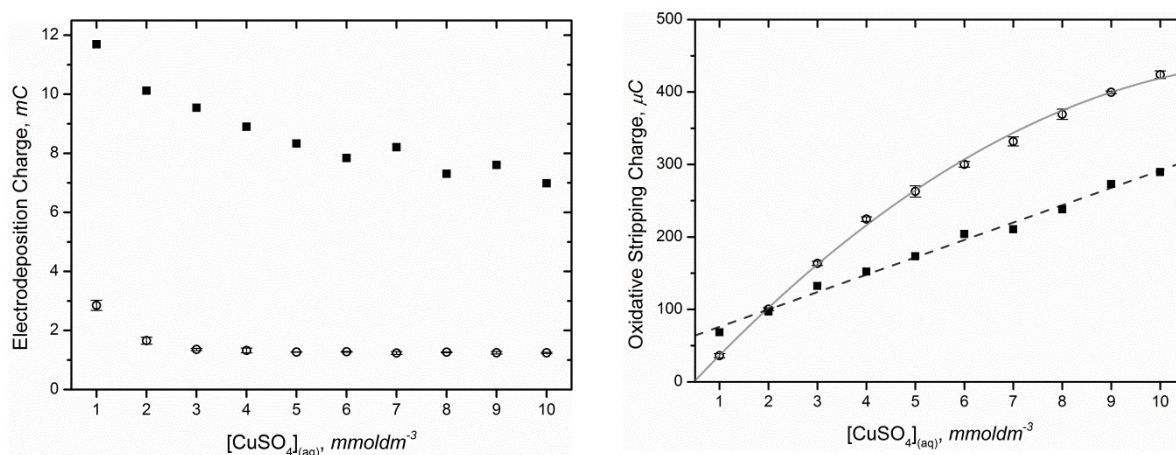 Electrodeposition Charge, mC
12
10
8
6
4
2
0
1 2 3 4 5 6 7 8 9 10
[CuSO4](aq), mmoldm-3
Oxidative Stripping Charge, μC
400
300
200
100
0
1 2 3 4 5 6 7 8 9 10
[CuSO4](aq), mmoldm-3